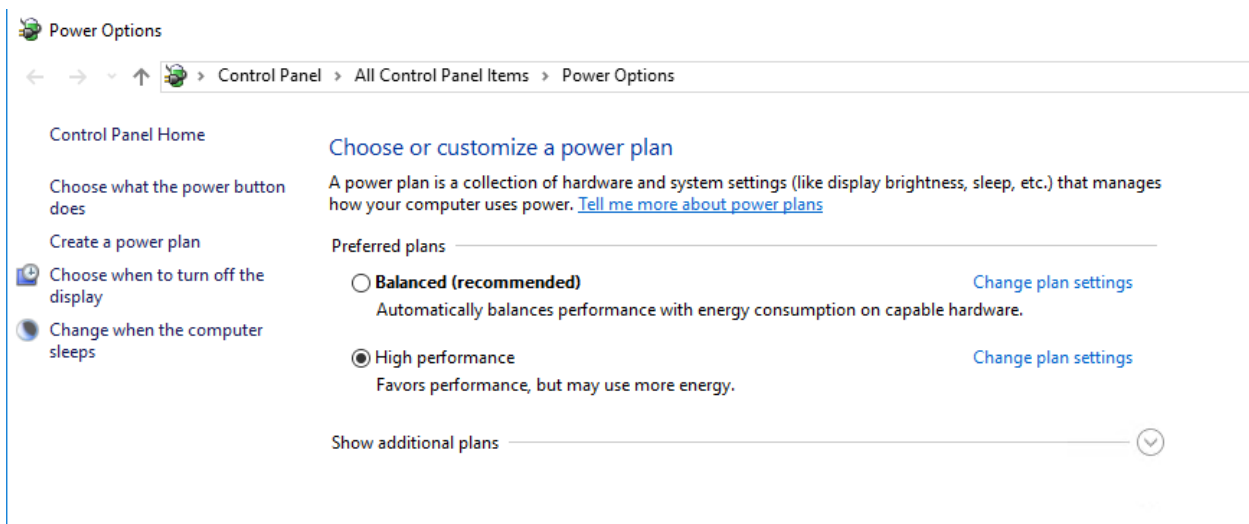 Power Options
Control Panel > All Control Panel Items > Power Options
Control Panel Home
Choose what the power button
does
Create a power plan
Choose when to turn off the
display
Change when the computer
sleeps
Choose or customize a power plan
A power plan is a collection of hardware and system settings (like display brightness, sleep, etc.) that manages
how your computer uses power. Tell me more about power plans
Preferred plans
Balanced (recommended) Change plan settings
Automatically balances performance with energy consumption on capable hardware.
High performance Change plan settings
Favors performance, but may use more energy.
Show additional plans